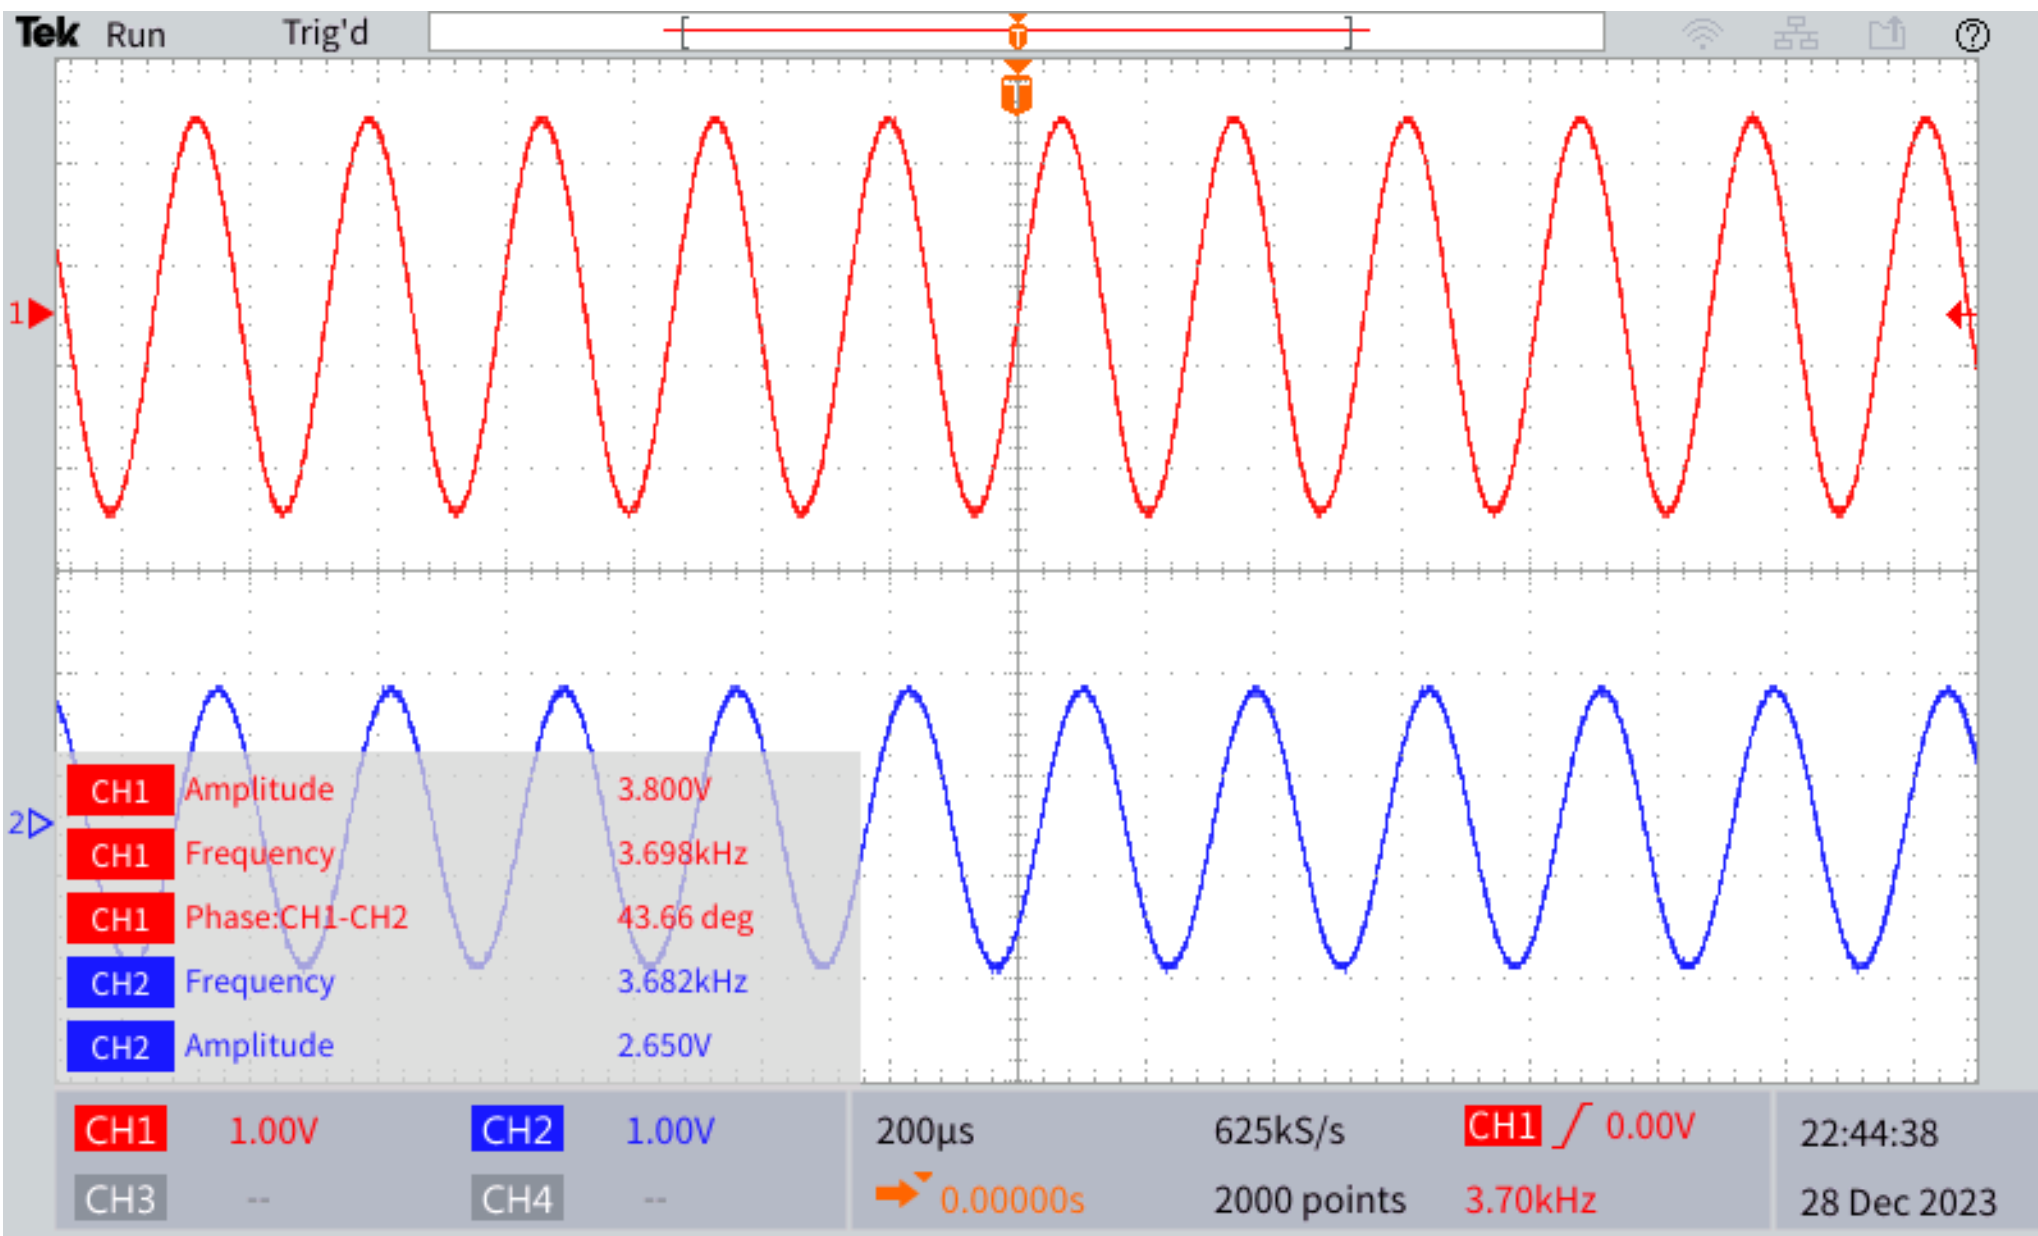 Tek Run Trig'd T ?
T
1
2
CH1 Amplitude 3.800V
CH1 Frequency 3.698kHz
CH1 Phase:CH1-CH2 43.66 deg
CH2 Frequency 3.682kHz
CH2 Amplitude 2.650V
CH1 1.00V CH2 1.00V 200µs 625kS/s CH1 0.00V 22:44:38
CH3 -- CH4 -- 0.00000s 2000 points 3.70kHz 28 Dec 2023